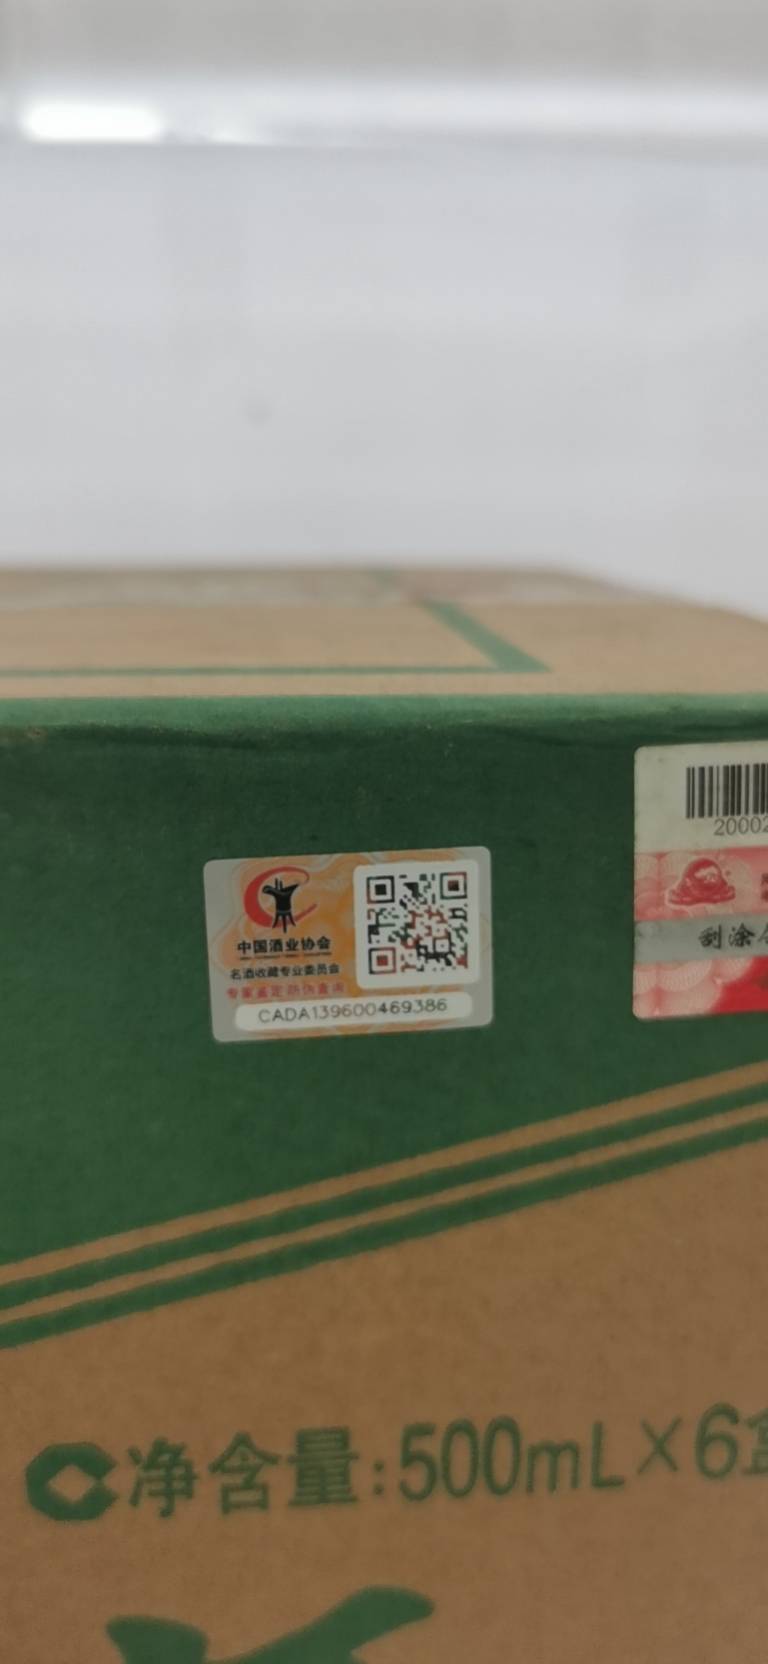 中国酒业协会
名酒收藏专业委员会
专家鉴定 防伪查询
CADA139600469386
20002
刮涂
净含量:500mL×6盒